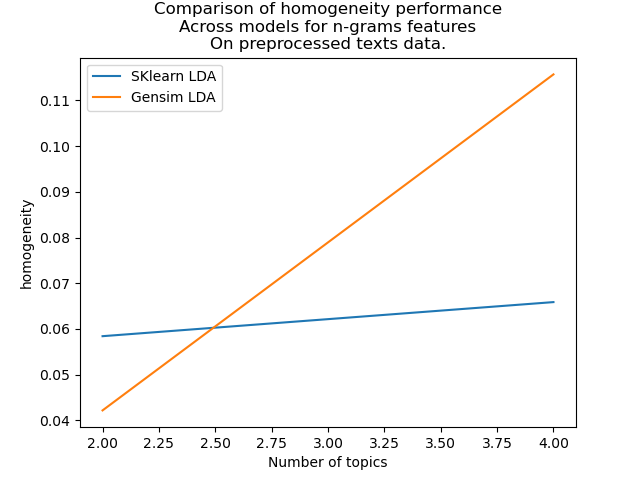 Comparison of homogeneity performance
Across models for n-grams features
On preprocessed texts data.
SKlearn LDA
Gensim LDA
homogeneity
0.11
0.10
0.09
0.08
0.07
0.06
0.05
0.04
2.00 2.25 2.50 2.75 3.00 3.25 3.50 3.75 4.00
Number of topics